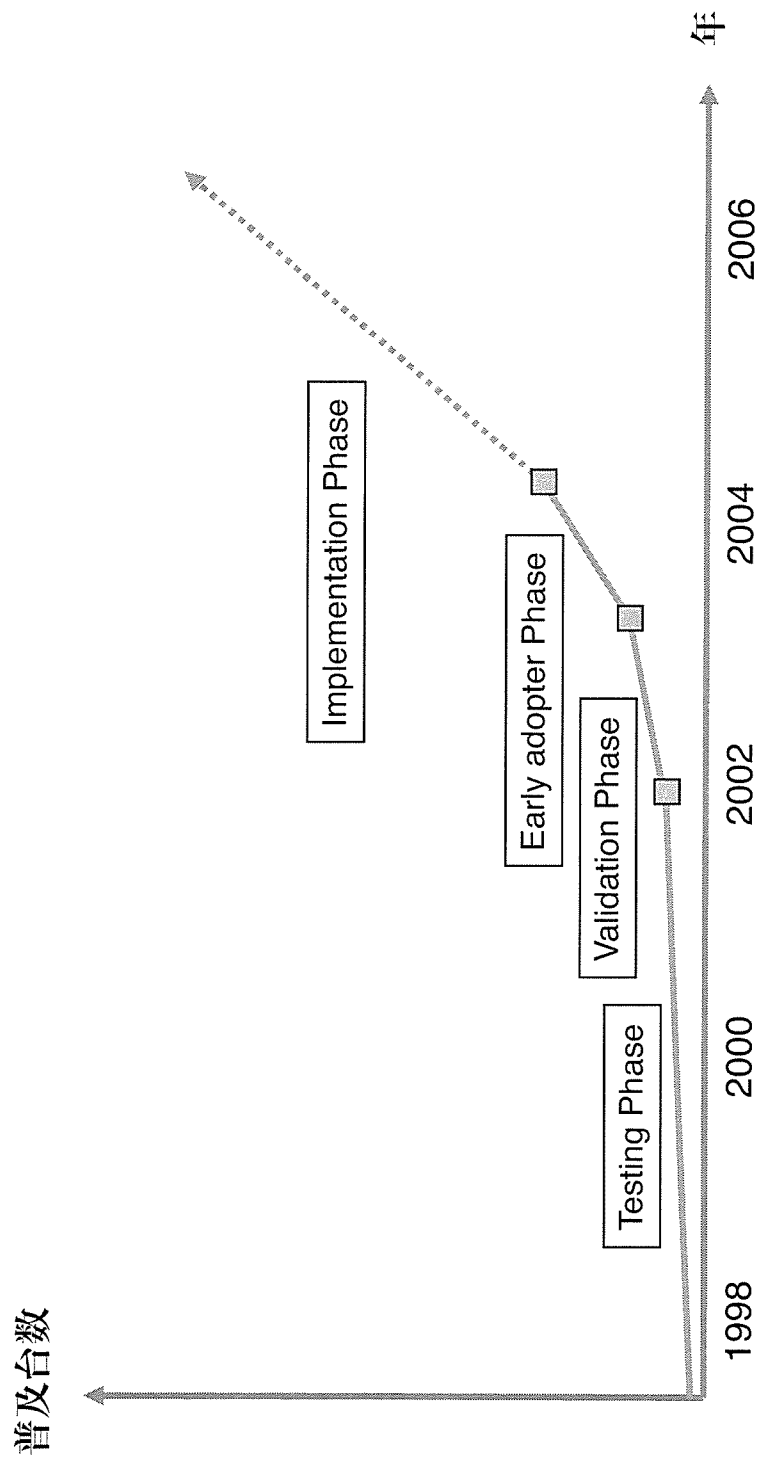 普及台数
Implementation Phase
Early adopter Phase
Validation Phase
Testing Phase
1998
2000
2002
2004
2006
年